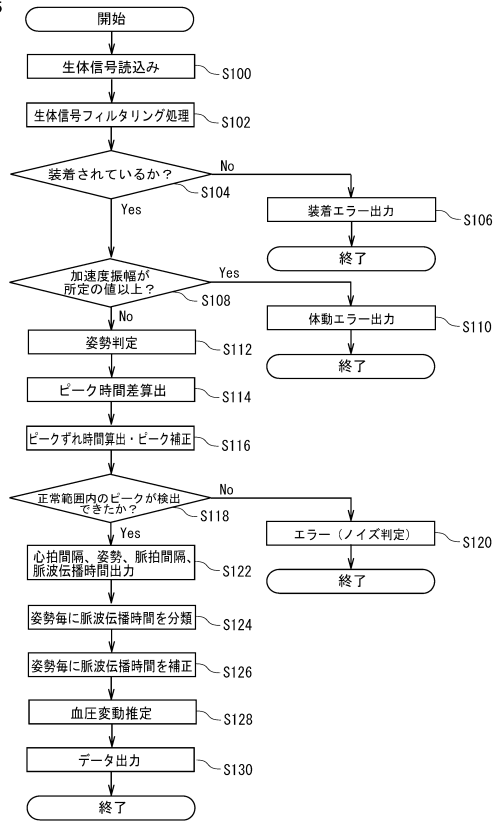 開始
生体信号読込み
S100
生体信号フィルタリング処理
S102
装着されているか？
No
S104
Yes
装着エラー出力
S106
終了
加速度振幅が
所定の値以上？
Yes
S108
No
体動エラー出力
S110
終了
姿勢判定
S112
ピーク時間差算出
S114
ピークずれ時間算出・ピーク補正
S116
正常範囲内のピークが検出
できたか？
No
S118
Yes
エラー（ノイズ判定）
S120
終了
心拍間隔、姿勢、脈拍間隔、
脈波伝播時間出力
S122
姿勢毎に脈波伝播時間を分類
S124
姿勢毎に脈波伝播時間を補正
S126
血圧変動推定
S128
データ出力
S130
終了